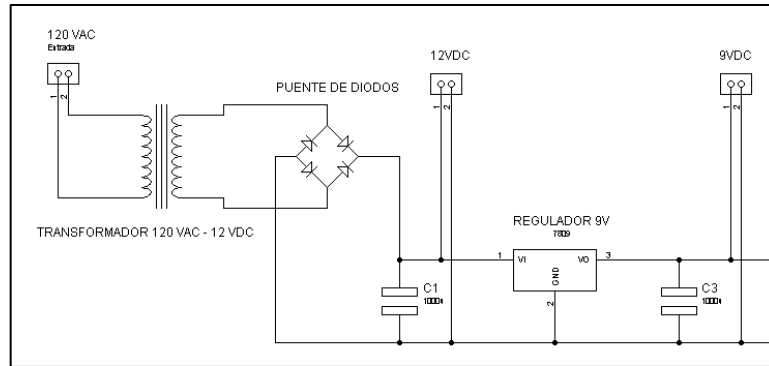 120 VAC
Entrada
1
2
TRANSFORMADOR 120 VAC - 12 VDC
PUENTE DE DIODOS
12VDC
1
2
9VDC
1
2
REGULADOR 9V
7809
1
VI
VO
3
GND
2
C1
C3